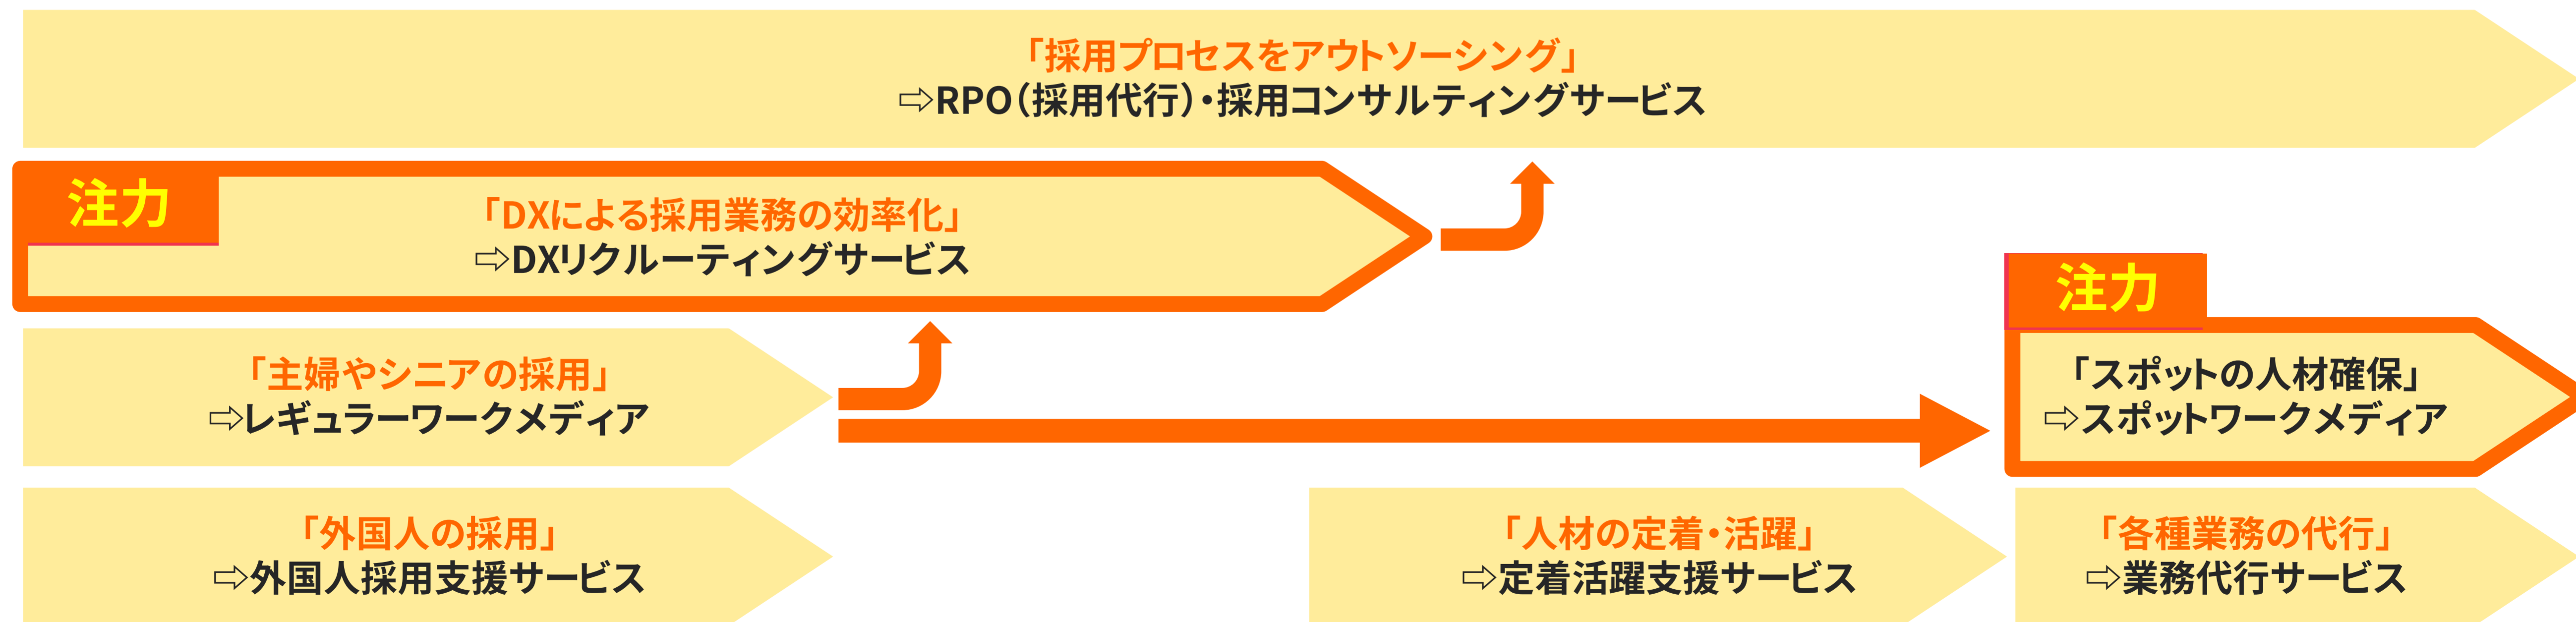 「採用プロセスをアウトソーシング」
⇨RPO（採用代行）・採用コンサルティングサービス
注力
「DXによる採用業務の効率化」
⇨DXリクルーティングサービス
「主婦やシニアの採用」
⇨レギュラーワークメディア
注力
「スポットの人材確保」
⇨スポットワークメディア
「外国人の採用」
⇨外国人採用支援サービス
「人材の定着・活躍」
⇨定着活躍支援サービス
「各種業務の代行」
⇨業務代行サービス